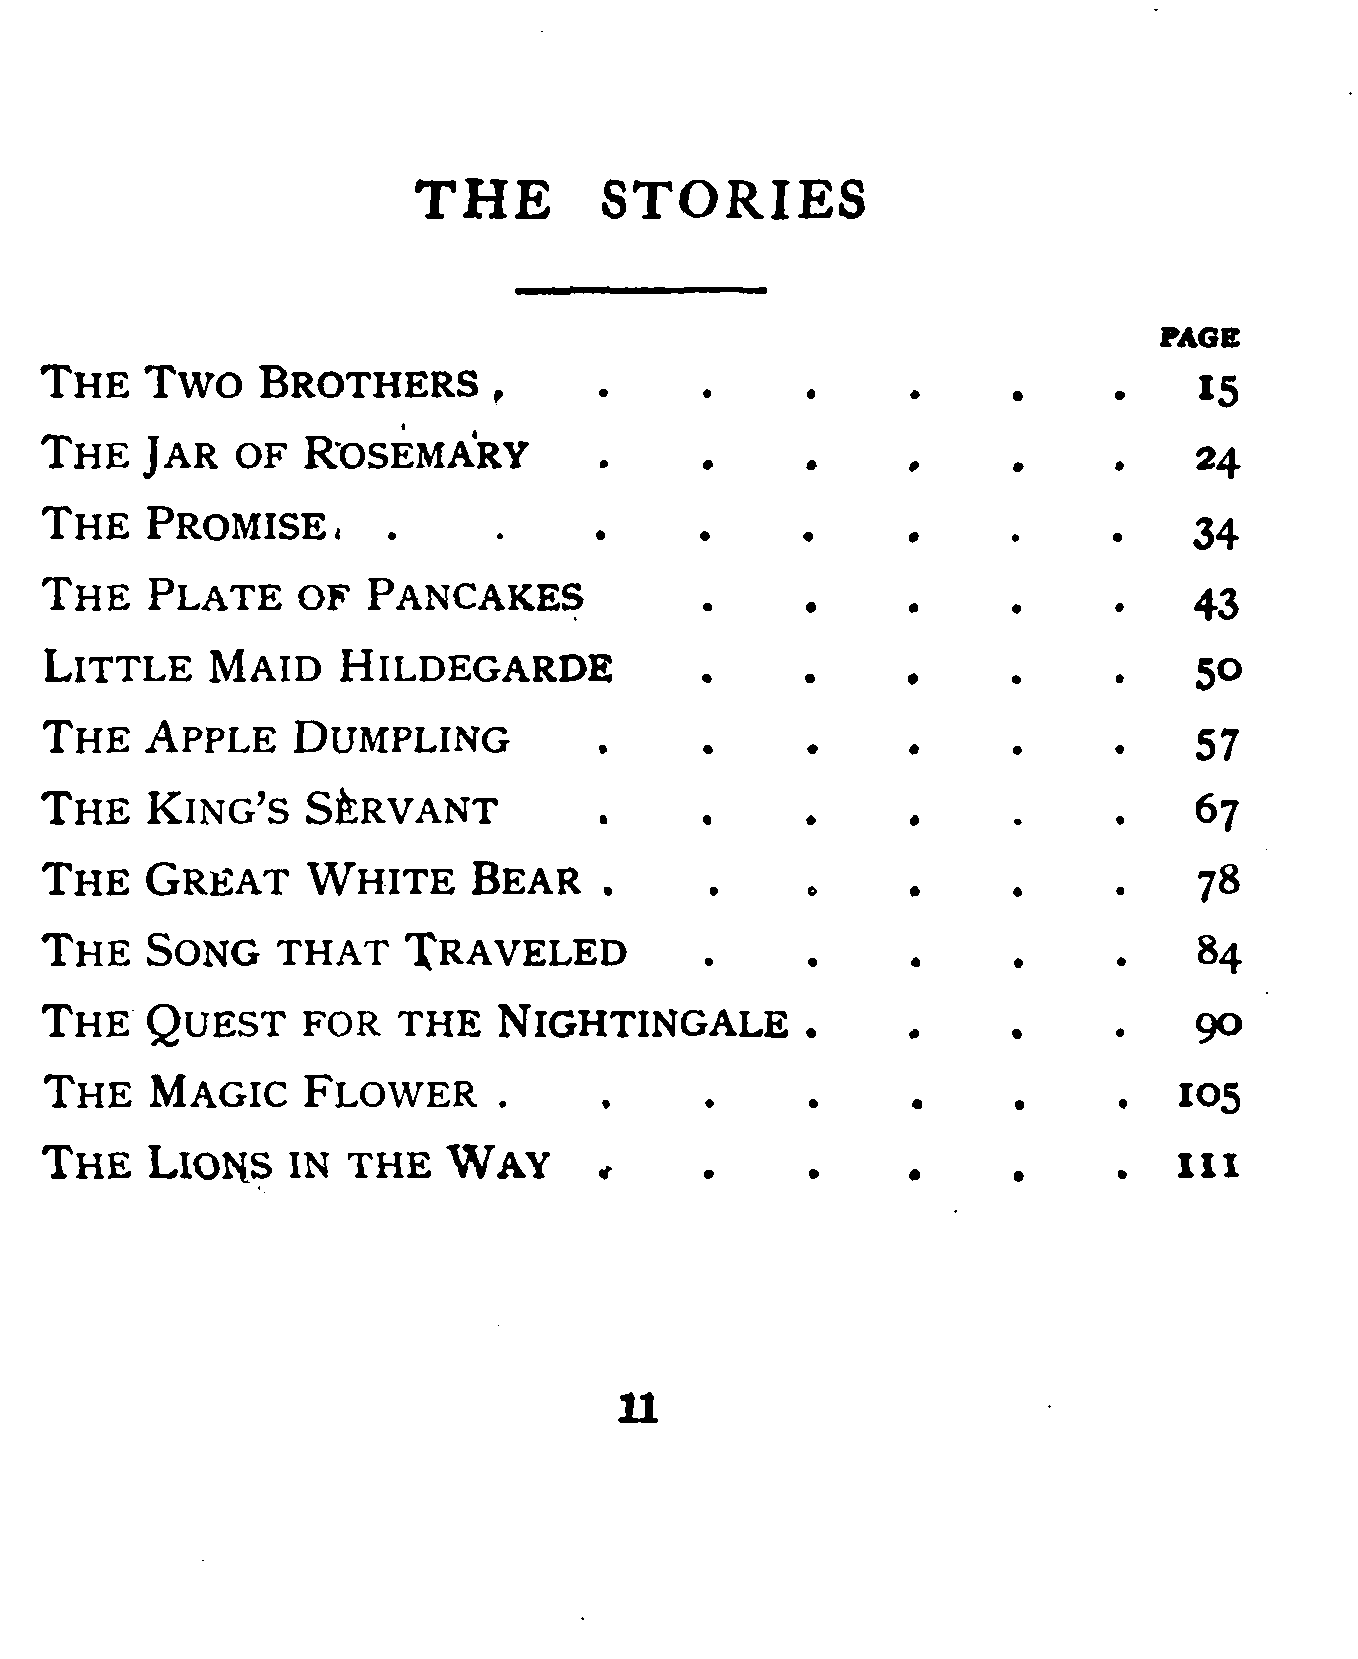 THE STORIES
PAGE
THE TWO BROTHERS . . . . . . . 15
THE JAR OF ROSEMARY . . . . . . 24
THE PROMISE . . . . . . . . . 34
THE PLATE OF PANCAKES . . . . . 43
LITTLE MAID HILDEGARDE . . . . . 50
THE APPLE DUMPLING . . . . . . 57
THE KING'S SERVANT . . . . . . 67
THE GREAT WHITE BEAR . . . . . . 78
THE SONG THAT TRAVELED . . . . . 84
THE QUEST FOR THE NIGHTINGALE . . . . 90
THE MAGIC FLOWER . . . . . . . 105
THE LIONS IN THE WAY . . . . . . 111
11